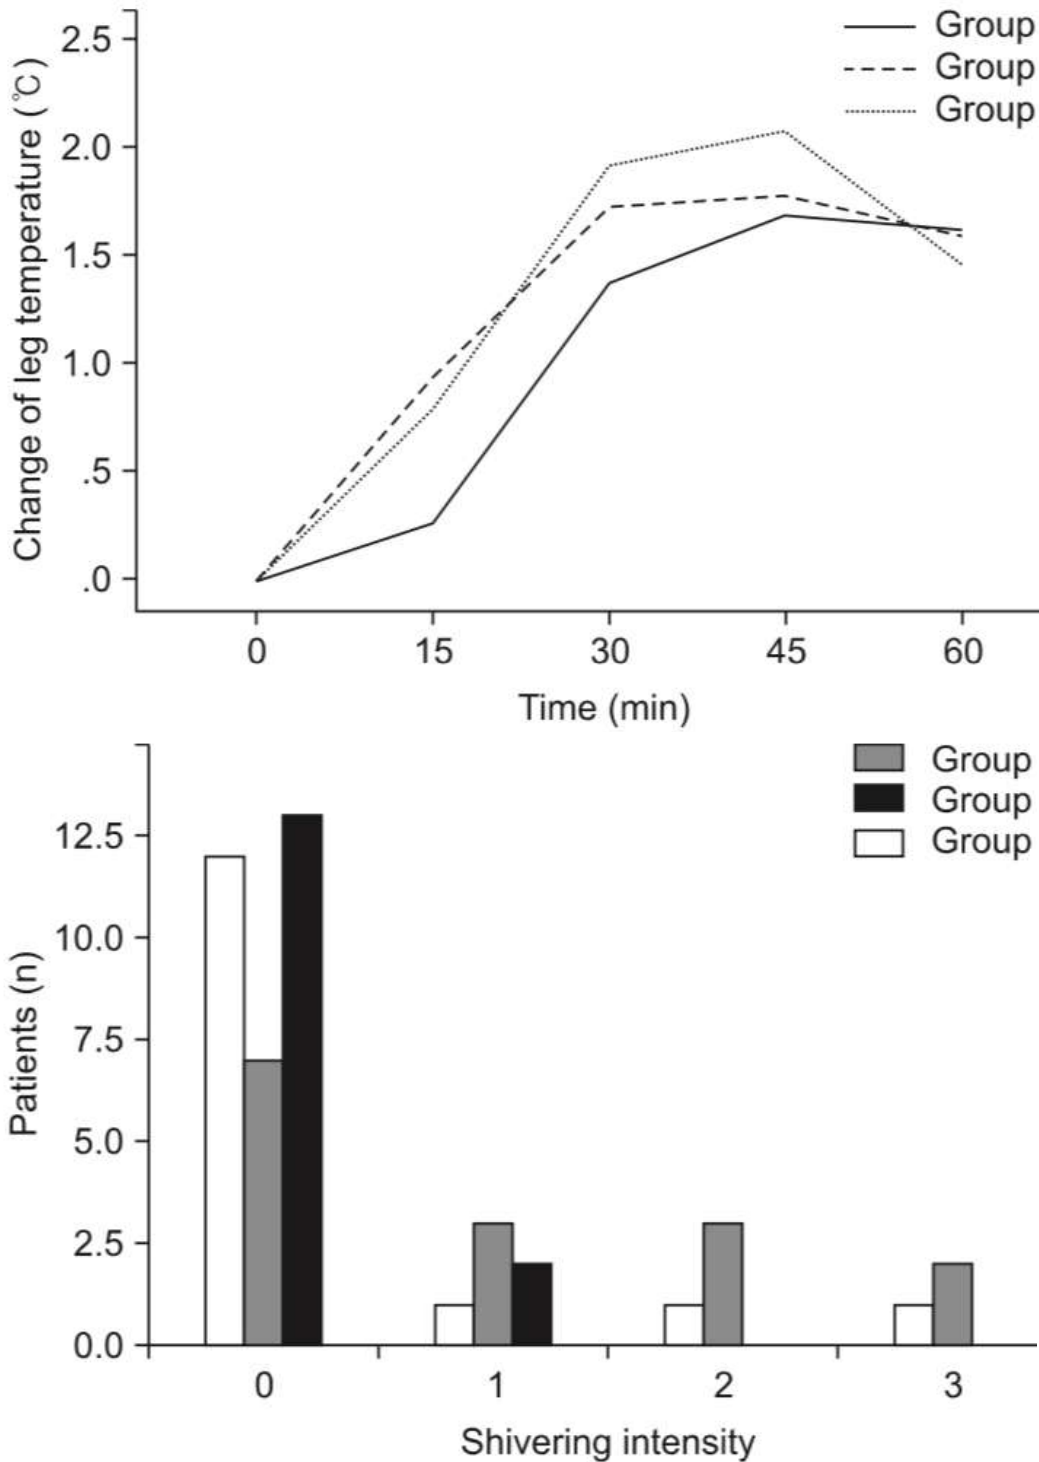 Change of leg temperature (℃)
2.5
2.0
1.5
1.0
.5
.0
Group
Group
Group
0 15 30 45 60
Time (min)
Patients (n)
12.5
10.0
7.5
5.0
2.5
0.0
Group
Group
Group
0 1 2 3
Shivering intensity